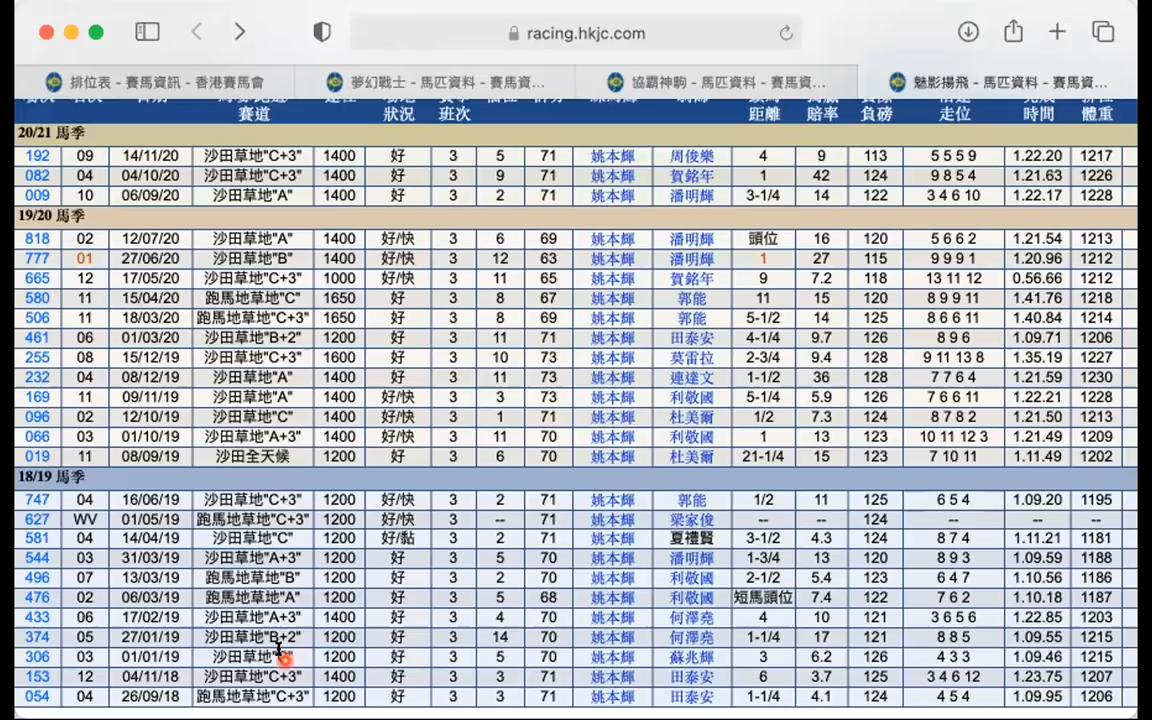 racing.hkjc.com
排位表 - 賽馬資訊 - 香港賽馬會 夢幻戰士 - 馬匹資料 - 賽馬資... 協霸神駒 - 馬匹資料 - 賽馬資... 魅影揚飛 - 馬匹資料 - 賽馬資...
賽道 狀況 班次 距離 賠率 負磅 走位 時間 體重
20/21 馬季
192 09 14/11/20 沙田草地"C+3" 1400 好 3 5 71 姚本輝 周俊樂 4 9 113 5 5 5 9 1.22.20 1217
082 04 04/10/20 沙田草地"C+3" 1400 好 3 9 71 姚本輝 賀銘年 1 42 124 9 8 5 4 1.21.63 1226
009 10 06/09/20 沙田草地"A" 1400 好 3 2 71 姚本輝 潘明輝 3-1/4 14 122 3 4 6 10 1.22.17 1228
19/20 馬季
818 02 12/07/20 沙田草地"A" 1400 好/快 3 6 69 姚本輝 潘明輝 頭位 16 120 5 6 6 2 1.21.54 1213
777 01 27/06/20 沙田草地"B" 1400 好/快 3 12 63 姚本輝 潘明輝 1 27 115 9 9 9 1 1.20.96 1212
665 12 17/05/20 沙田草地"C+3" 1000 好/快 3 11 65 姚本輝 賀銘年 9 7.2 118 13 11 12 0.56.66 1212
580 11 15/04/20 跑馬地草地"C" 1650 好 3 8 67 姚本輝 郭能 11 15 120 8 9 9 11 1.41.76 1218
506 11 18/03/20 跑馬地草地"C+3" 1650 好 3 8 69 姚本輝 郭能 5-1/2 14 125 8 6 6 11 1.40.84 1214
461 06 01/03/20 沙田草地"B+2" 1200 好 3 11 71 姚本輝 田泰安 4-1/4 9.7 126 8 9 6 1.09.71 1206
255 08 15/12/19 沙田草地"C+3" 1600 好 3 10 73 姚本輝 莫雷拉 2-3/4 9.4 128 9 11 13 8 1.35.19 1227
232 04 08/12/19 沙田草地"A" 1400 好 3 11 73 姚本輝 連達文 1-1/2 36 128 7 7 6 4 1.21.59 1230
169 11 09/11/19 沙田草地"A" 1400 好/快 3 3 73 姚本輝 利敬國 5-1/4 5.9 126 7 6 6 11 1.22.21 1228
096 02 12/10/19 沙田草地"C" 1400 好/快 3 1 71 姚本輝 杜美爾 1/2 7.3 124 8 7 8 2 1.21.50 1213
066 03 01/10/19 沙田草地"A+3" 1400 好/快 3 11 70 姚本輝 利敬國 1 13 123 10 11 12 3 1.21.49 1209
019 11 08/09/19 沙田全天候 1200 好 3 6 70 姚本輝 杜美爾 21-1/4 15 123 7 10 11 1.11.49 1202
18/19 馬季
747 04 16/06/19 沙田草地"C+3" 1200 好/快 3 2 71 姚本輝 郭能 1/2 11 125 6 5 4 1.09.20 1195
627 WV 01/05/19 跑馬地草地"C+3" 1200 好/快 3 -- 71 姚本輝 梁家俊 -- -- 124 -- -- --
581 04 14/04/19 沙田草地"C" 1200 好/黏 3 2 71 姚本輝 夏禮賢 3-1/2 4.3 124 8 7 4 1.11.21 1181
544 03 31/03/19 沙田草地"A+3" 1200 好 3 5 70 姚本輝 潘明輝 1-3/4 13 120 8 9 3 1.09.59 1188
496 07 13/03/19 跑馬地草地"B" 1200 好 3 2 70 姚本輝 利敬國 2-1/2 5.4 123 6 4 7 1.10.56 1186
476 02 06/03/19 跑馬地草地"A" 1200 好 3 5 68 姚本輝 利敬國 短馬頭位 7.4 122 7 6 2 1.10.18 1187
433 06 17/02/19 沙田草地"A+3" 1400 好 3 4 70 姚本輝 何澤堯 4 10 121 3 6 5 6 1.22.85 1203
374 05 27/01/19 沙田草地"B+2" 1200 好 3 14 70 姚本輝 何澤堯 1-1/4 17 121 8 8 5 1.09.55 1215
306 03 01/01/19 沙田草地"C" 1200 好 3 5 70 姚本輝 蘇兆輝 3 6.2 126 4 3 3 1.09.46 1215
153 12 04/11/18 沙田草地"C+3" 1400 好 3 3 71 姚本輝 田泰安 6 3.7 125 3 4 6 12 1.23.75 1207
054 04 26/09/18 跑馬地草地"C+3" 1200 好 3 3 71 姚本輝 田泰安 1-1/4 4.1 124 4 5 4 1.09.95 1206